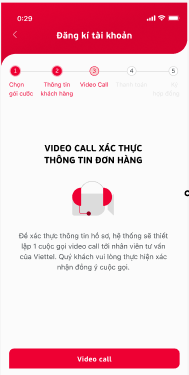 0:29
Đăng kí tài khoản
1 2 3 4 5
Chọn gói cước
Thông tin khách hàng
Video Call
Thanh toán
VIDEO CALL XÁC THỰC
THÔNG TIN ĐƠN HÀNG
Để xác thực thông tin hồ sơ, hệ thống sẽ thiết
lập 1 cuộc gọi video call tới nhân viên tư vấn
của Viettel. Quý khách vui lòng thực hiện xác
nhận đồng ý cuộc gọi.
Video call